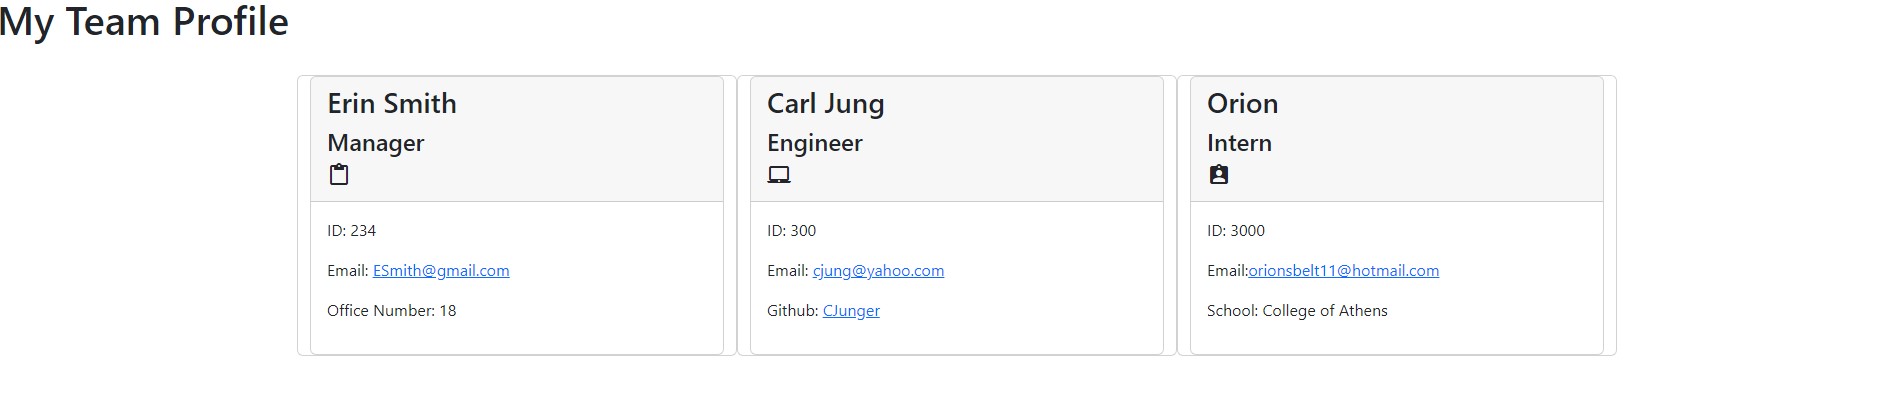 My Team Profile
Erin Smith
Manager
ID: 234
Email: ESmith@gmail.com
Office Number: 18
Carl Jung
Engineer
ID: 300
Email: cjung@yahoo.com
Github: CJunger
Orion
Intern
ID: 3000
Email:orionsbelt11@hotmail.com
School: College of Athens